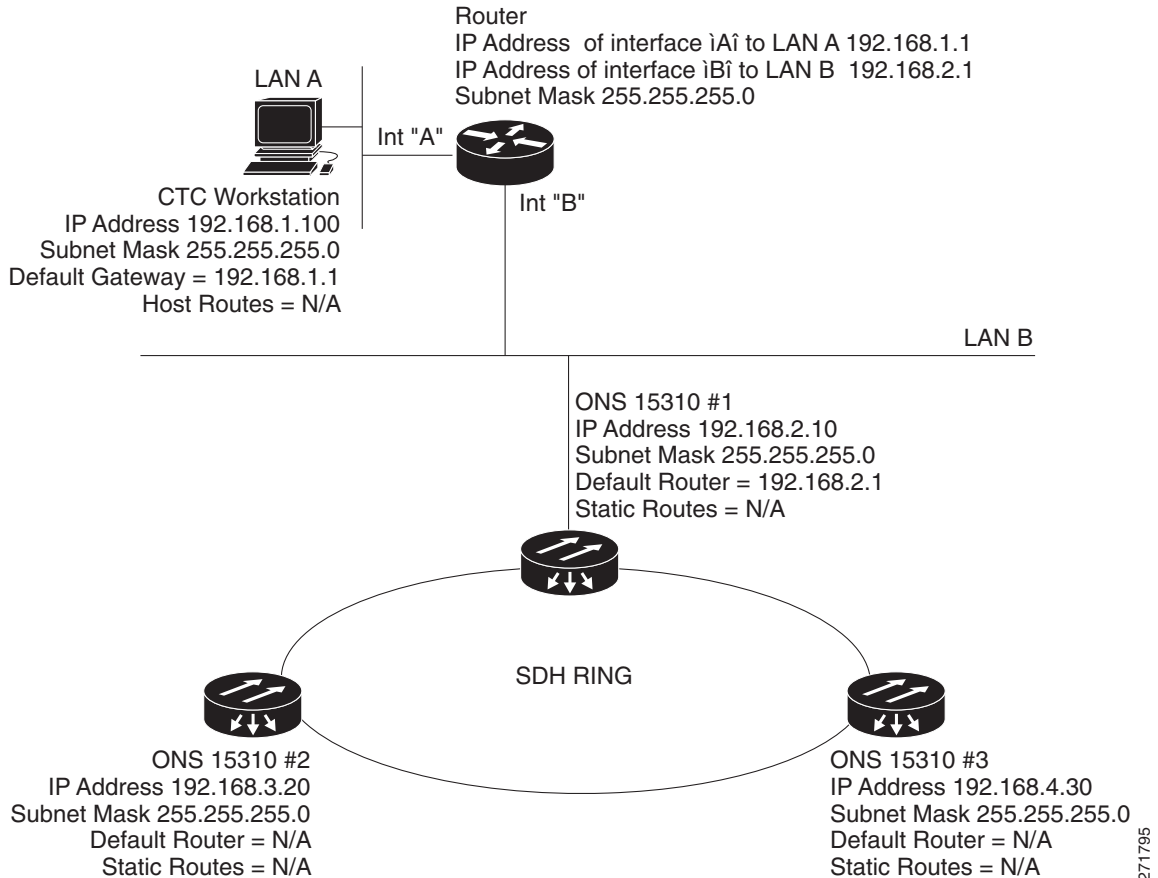 Router
IP Address of interface ìAî to LAN A 192.168.1.1
IP Address of interface ìBî to LAN B 192.168.2.1
Subnet Mask 255.255.255.0
LAN A
Int "A"
Int "B"
CTC Workstation
IP Address 192.168.1.100
Subnet Mask 255.255.255.0
Default Gateway = 192.168.1.1
Host Routes = N/A
LAN B
ONS 15310 #1
IP Address 192.168.2.10
Subnet Mask 255.255.255.0
Default Router = 192.168.2.1
Static Routes = N/A
SDH RING
ONS 15310 #2
IP Address 192.168.3.20
Subnet Mask 255.255.255.0
Default Router = N/A
Static Routes = N/A
ONS 15310 #3
IP Address 192.168.4.30
Subnet Mask 255.255.255.0
Default Router = N/A
Static Routes = N/A
271795